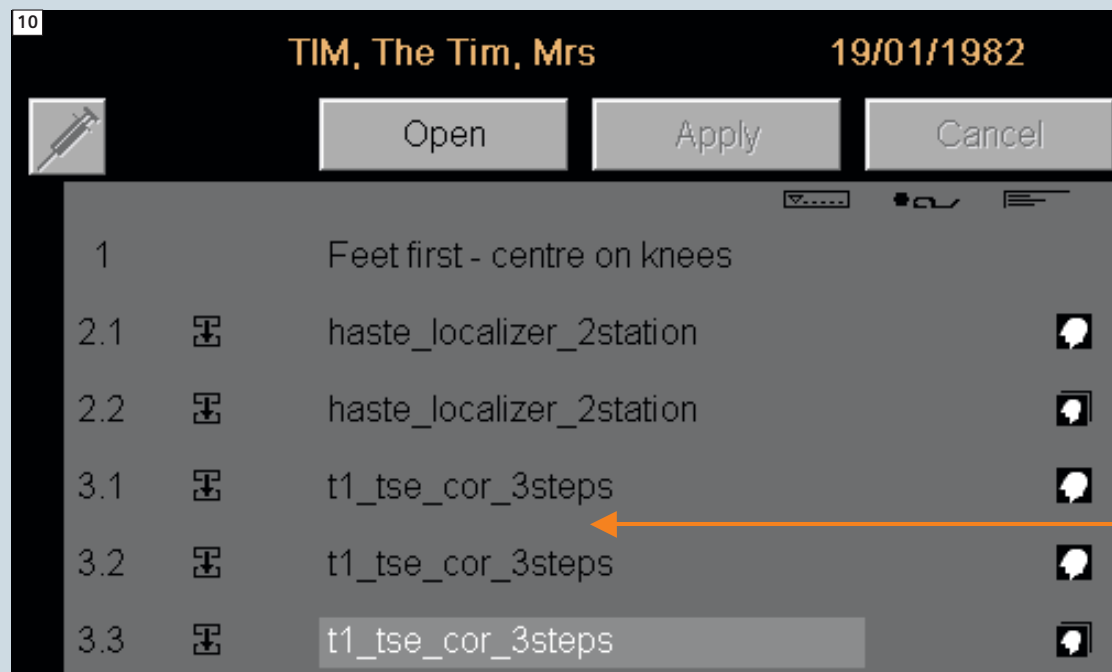 10
TIM, The Tim, Mrs 19/01/1982
Open Apply Cancel
1 Feet first - centre on knees
2.1 haste_localizer_2station
2.2 haste_localizer_2station
3.1 t1_tse_cor_3steps
3.2 t1_tse_cor_3steps
3.3 t1_tse_cor_3steps